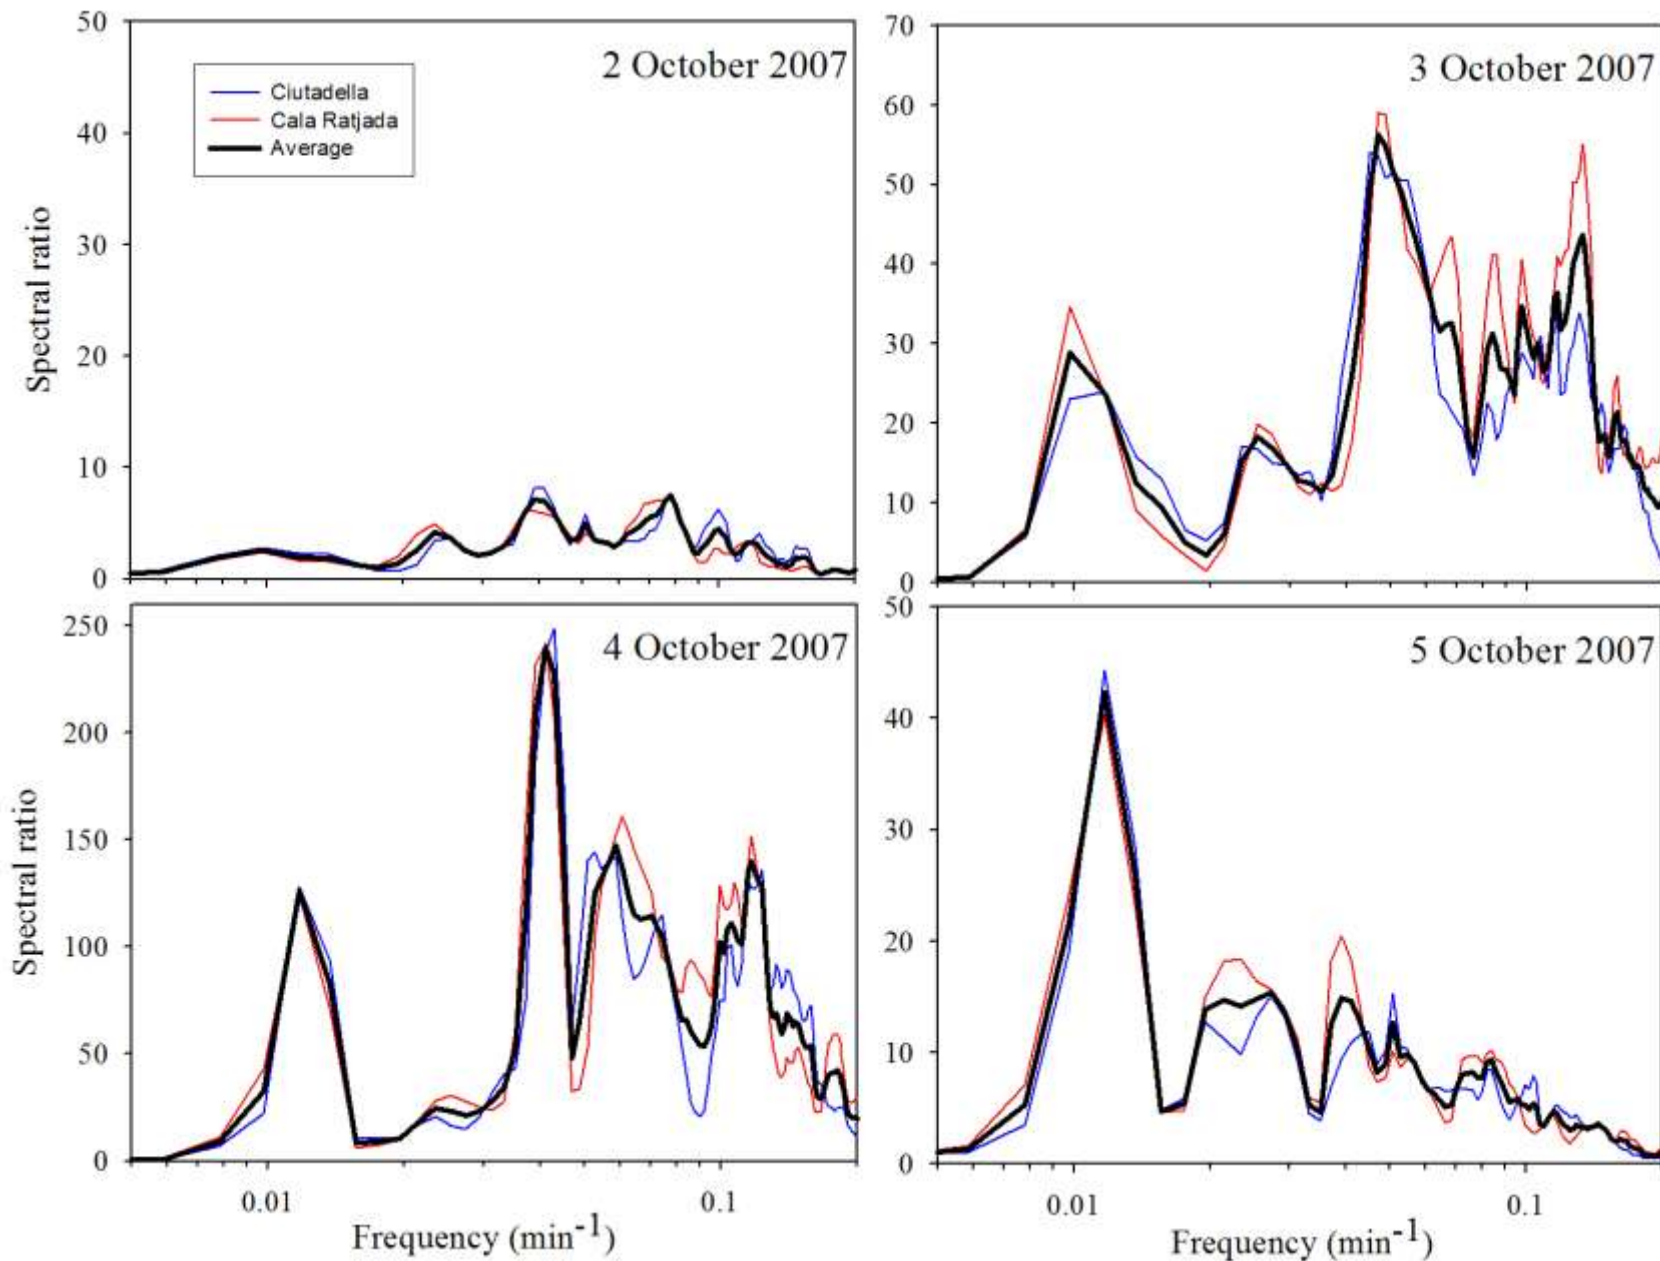 2 October 2007
Ciutadella
Cala Ratjada
Average
Spectral ratio
50
40
30
20
10
0
3 October 2007
70
60
50
40
30
20
10
0
4 October 2007
Spectral ratio
250
200
150
100
50
0
0.01
0.1
Frequency (min-1)
5 October 2007
50
40
30
20
10
0
0.01
0.1
Frequency (min-1)